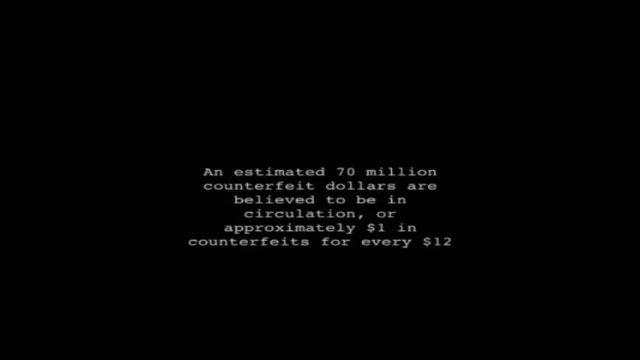 An estimated 70 million
counterfeit dollars are
believed to be in
circulation, or
approximately $1 in
counterfeits for every $12